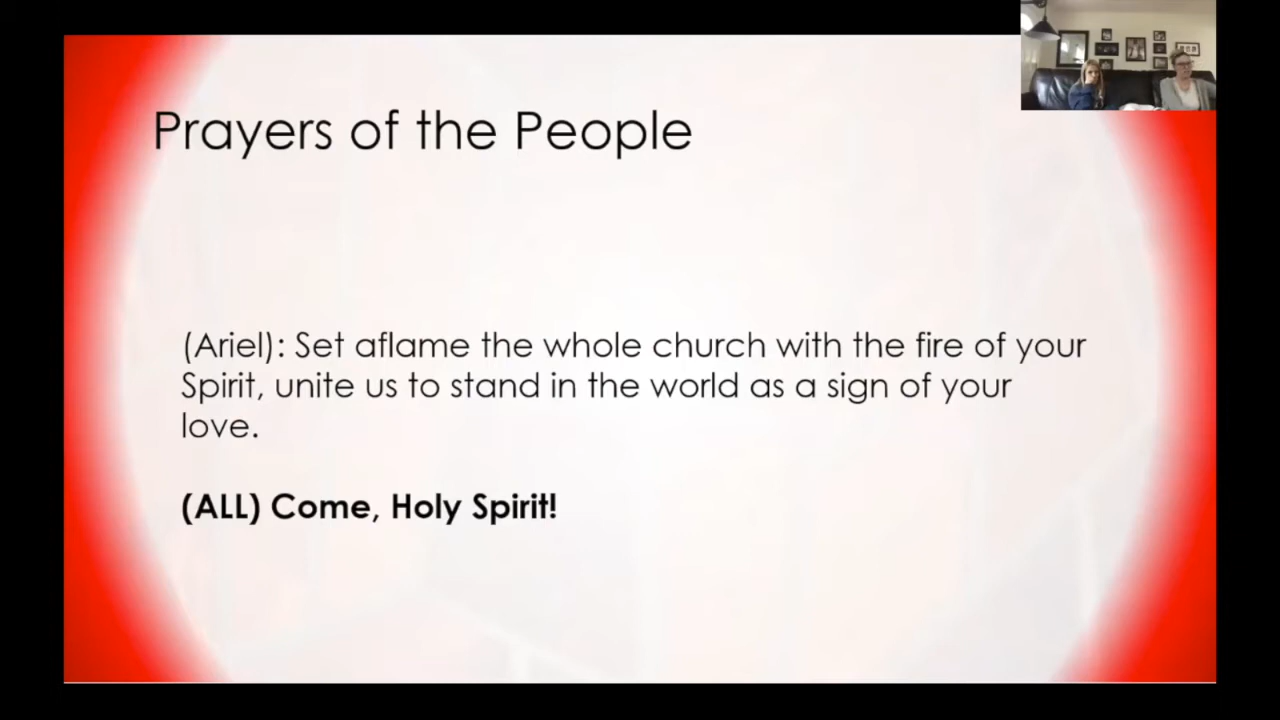 Prayers of the People
(Ariel): Set aflame the whole church with the fire of your
Spirit, unite us to stand in the world as a sign of your
love.
(ALL) Come, Holy Spirit!